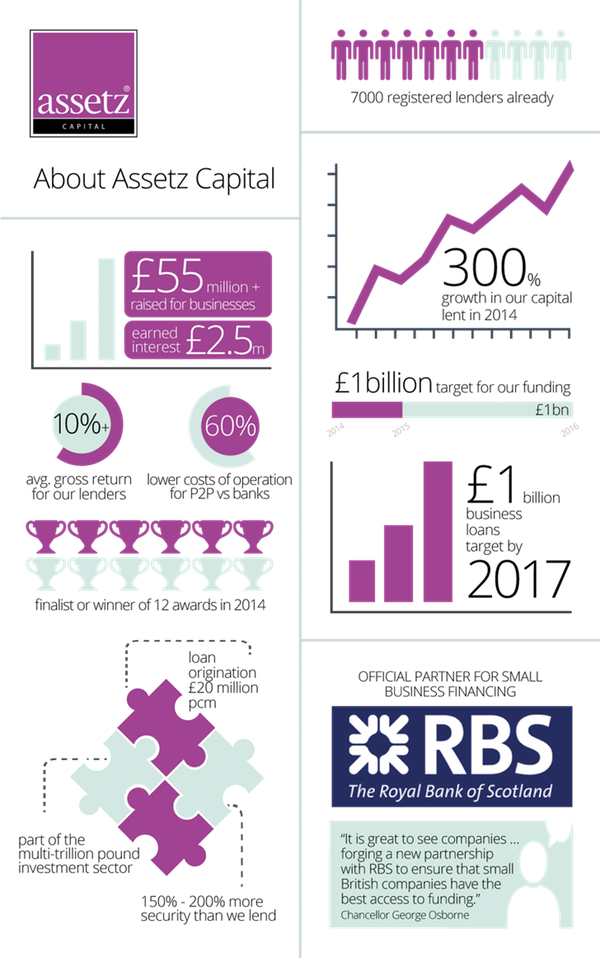 assetz®
CAPITAL
About Assetz Capital
£55 million +
raised for businesses
earned
interest £2.5m
10%+
avg. gross return
for our lenders
60%
lower costs of operation
for P2P vs banks
finalist or winner of 12 awards in 2014
loan
origination
£20 million
pcm
part of the
multi-trillion pound
investment sector
150% - 200% more
security than we lend
7000 registered lenders already
300%
growth in our capital
lent in 2014
£1billion target for our funding
£1bn
2014
2015
2016
£1 billion
business
loans
target by
2017
OFFICIAL PARTNER FOR SMALL
BUSINESS FINANCING
RBS
The Royal Bank of Scotland
“It is great to see companies ...
forging a new partnership
with RBS to ensure that small
British companies have the
best access to funding.”
Chancellor George Osborne